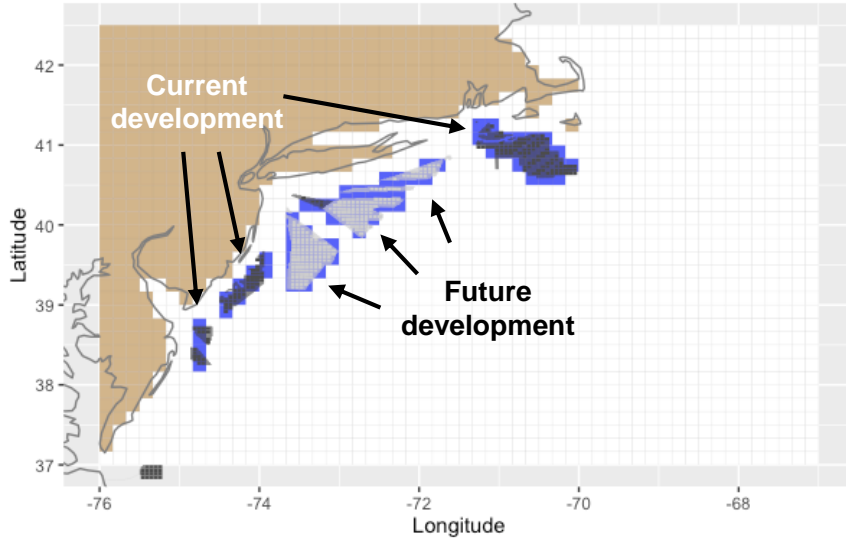 Current
development
Future
development
42
41
40
39
38
37
Latitude
-76
-74
-72
-70
-68
Longitude